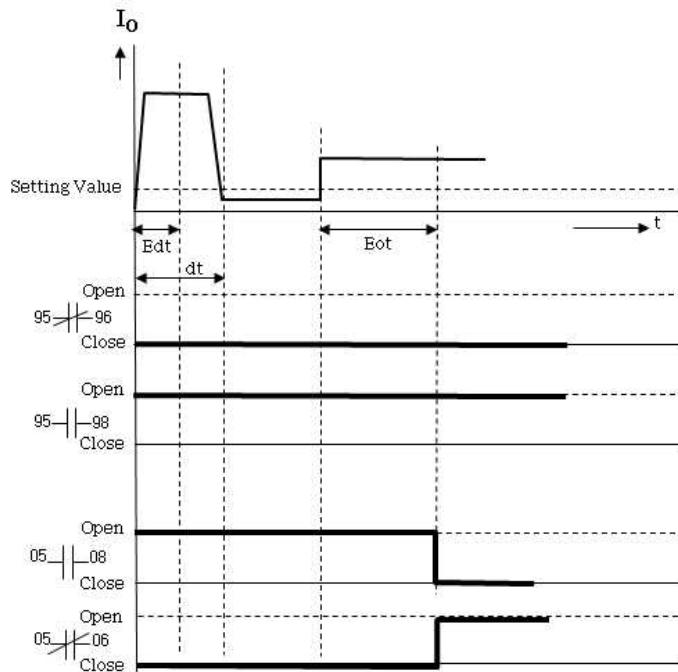 I0
Setting Value
t
Edt
Eot
dt
Open
95 96
Close
Open
95 98
Close
Open
05 08
Close
Open
05 06
Close